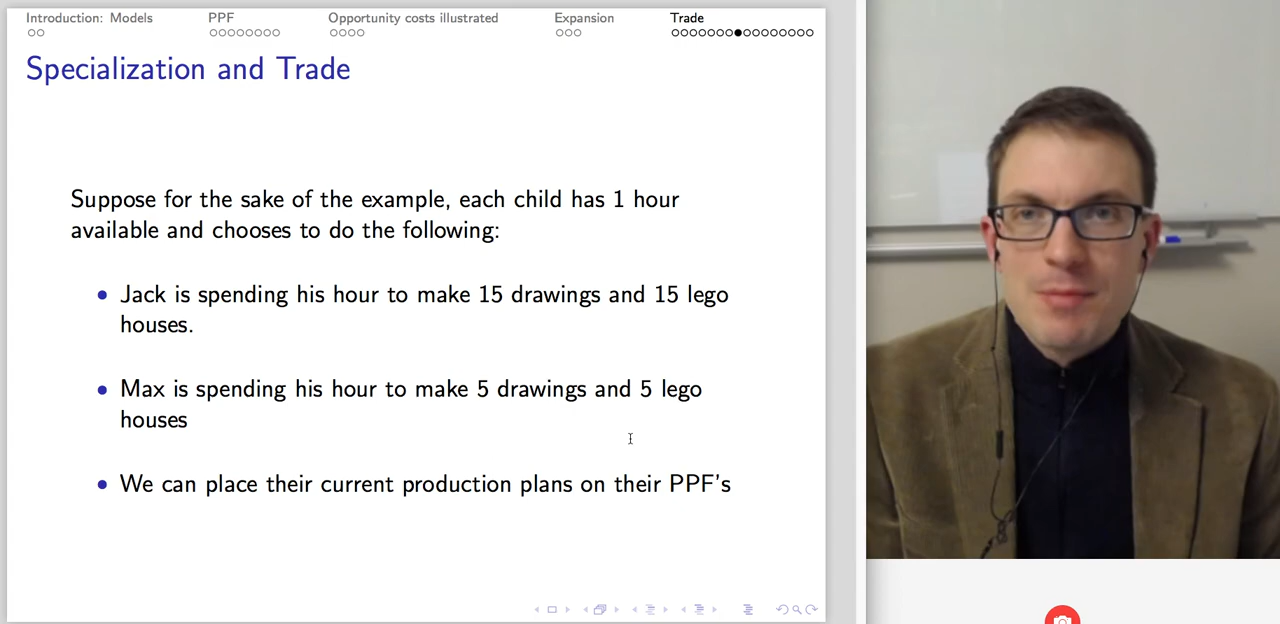 Introduction: Models PPF Opportunity costs illustrated Expansion Trade
Specialization and Trade
Suppose for the sake of the example, each child has 1 hour
available and chooses to do the following:
• Jack is spending his hour to make 15 drawings and 15 lego
houses.
• Max is spending his hour to make 5 drawings and 5 lego
houses
• We can place their current production plans on their PPF's